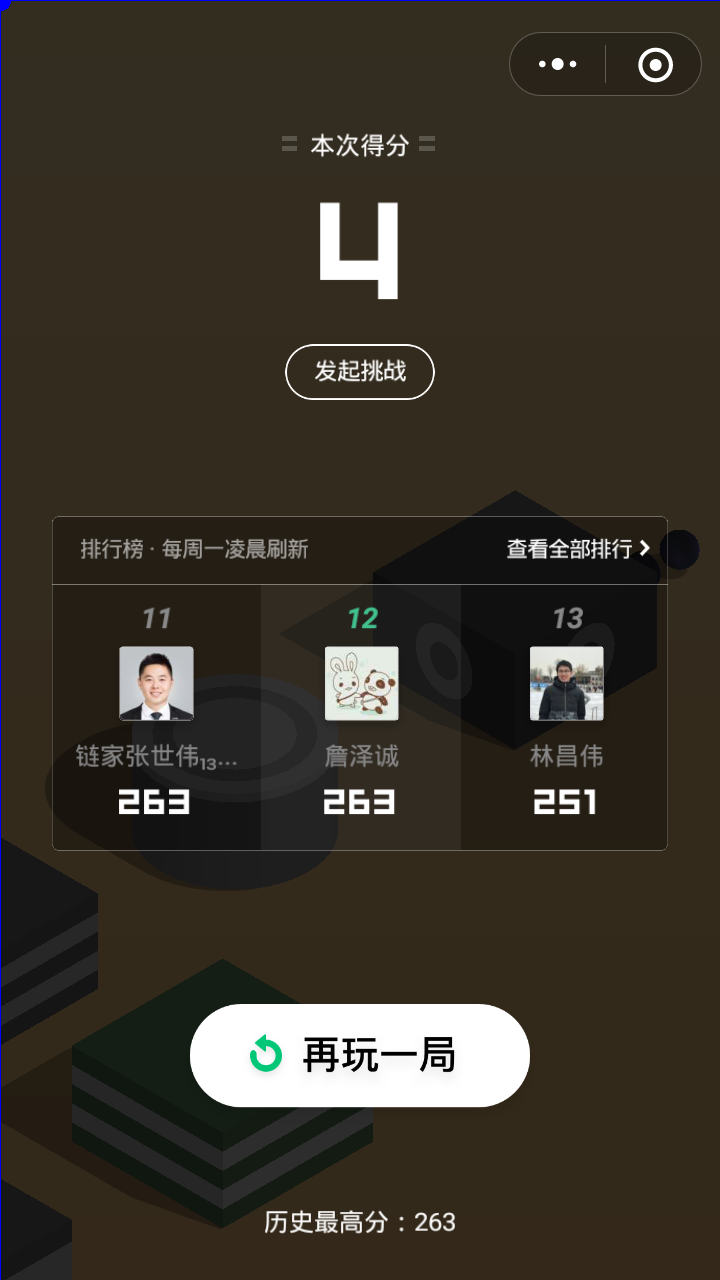 本次得分
4
发起挑战
排行榜 · 每周一凌晨刷新 查看全部排行
11 12 13
链家张世伟13... 詹泽诚 林昌伟
263 263 251
再玩一局
历史最高分：263